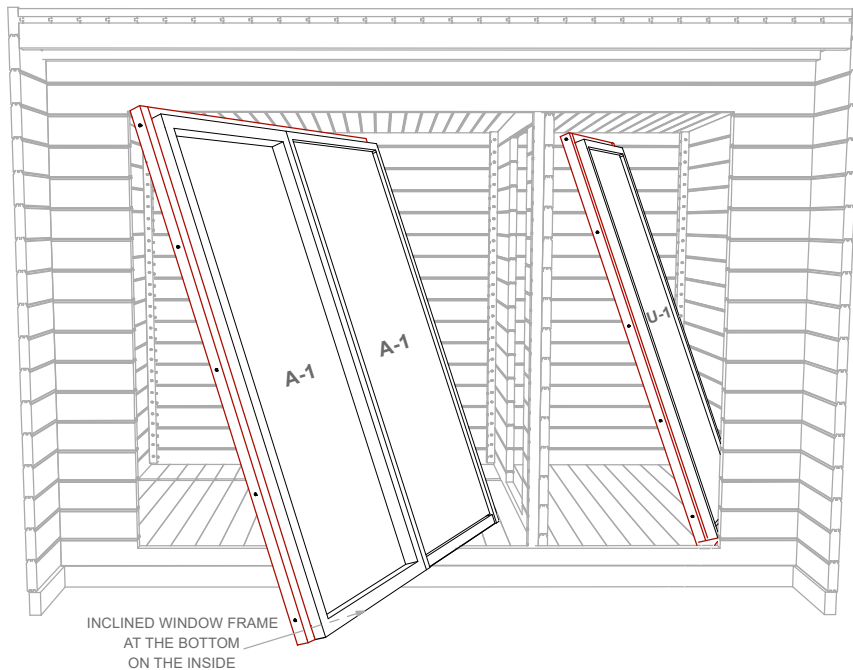 A-1
A-1
U-1
INCLINED WINDOW FRAME
AT THE BOTTOM
ON THE INSIDE